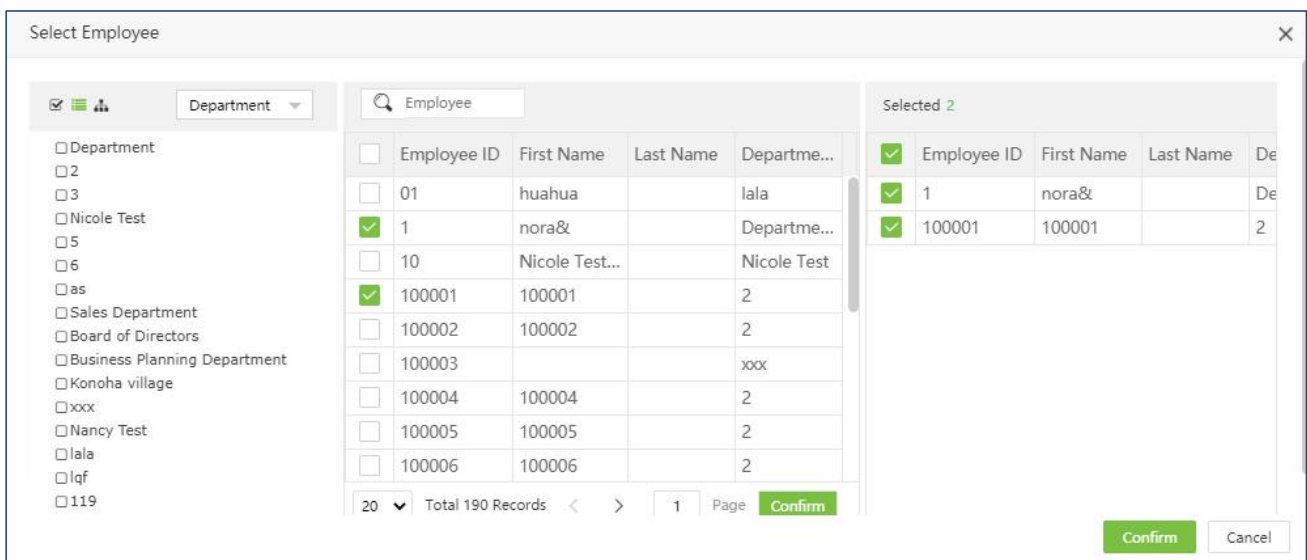 Select Employee
Department
Department
2
3
Nicole Test
5
6
as
Sales Department
Board of Directors
Business Planning Department
Konoha village
xxx
Nancy Test
lala
lqf
119
Employee
Employee ID First Name Last Name Departme...
01 huahua lala
1 nora& Departme...
10 Nicole Test... Nicole Test
100001 100001 2
100002 100002 2
100003 xxx
100004 100004 2
100005 100005 2
100006 100006 2
20 Total 190 Records < > 1 Page Confirm
Selected 2
Employee ID First Name Last Name De
1 nora& De
100001 100001 2
Confirm Cancel